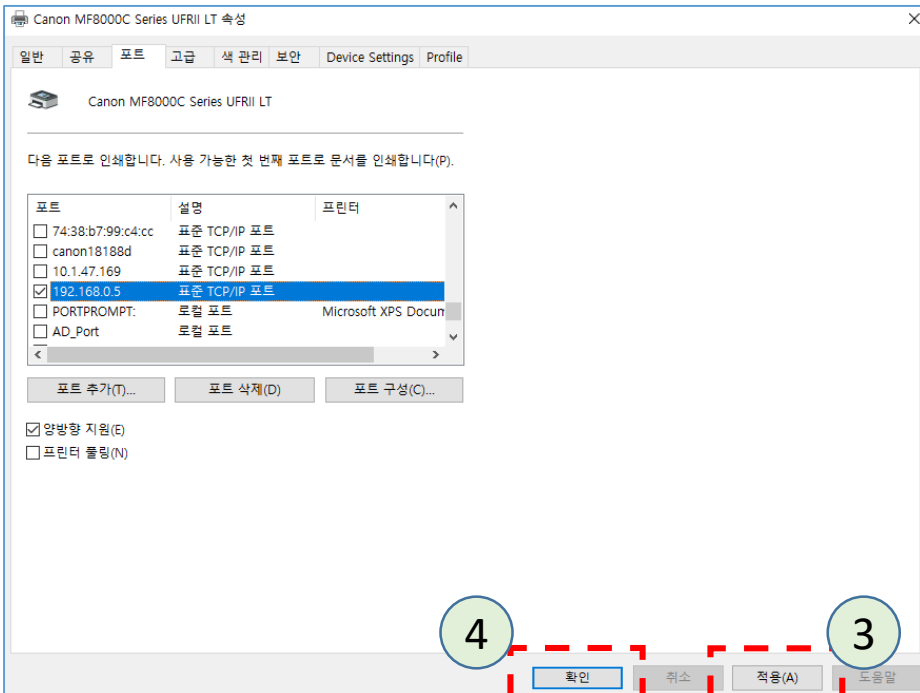 Canon MF8000C Series UFRII LT 속성
일반 공유 포트 고급 색 관리 보안 Device Settings Profile
Canon MF8000C Series UFRII LT
다음 포트로 인쇄합니다. 사용 가능한 첫 번째 포트로 문서를 인쇄합니다(P).
포트 설명 프린터
74:38:b7:99:c4:cc 표준 TCP/IP 포트
canon18188d 표준 TCP/IP 포트
10.1.47.169 표준 TCP/IP 포트
192.168.0.5 표준 TCP/IP 포트
PORTPROMPT: 로컬 포트 Microsoft XPS Docum
AD_Port 로컬 포트
포트 추가(T)... 포트 삭제(D) 포트 구성(C)...
양방향 지원(E)
프린터 풀링(N)
4 3
확인 취소 적용(A) 도움말